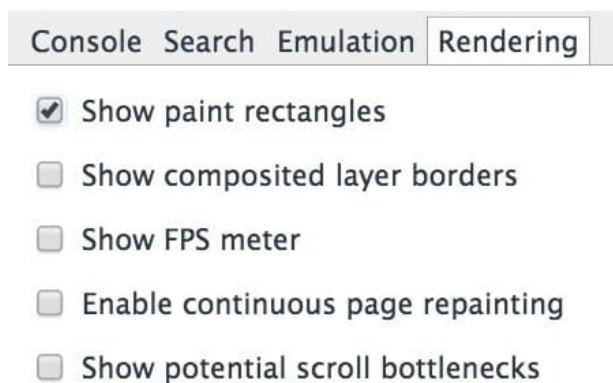 Console Search Emulation Rendering
Show paint rectangles
Show composited layer borders
Show FPS meter
Enable continuous page repainting
Show potential scroll bottlenecks